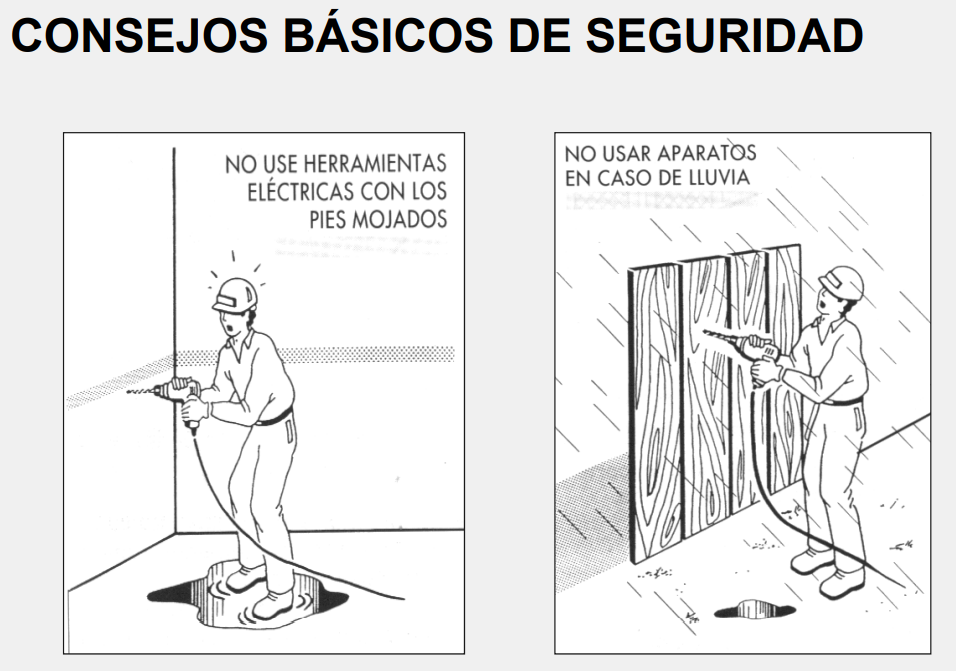 CONSEJOS BÁSICOS DE SEGURIDAD
NO USE HERRAMIENTAS
ELÉCTRICAS CON LOS
PIES MOJADOS
NO USAR APARATOS
EN CASO DE LLUVIA